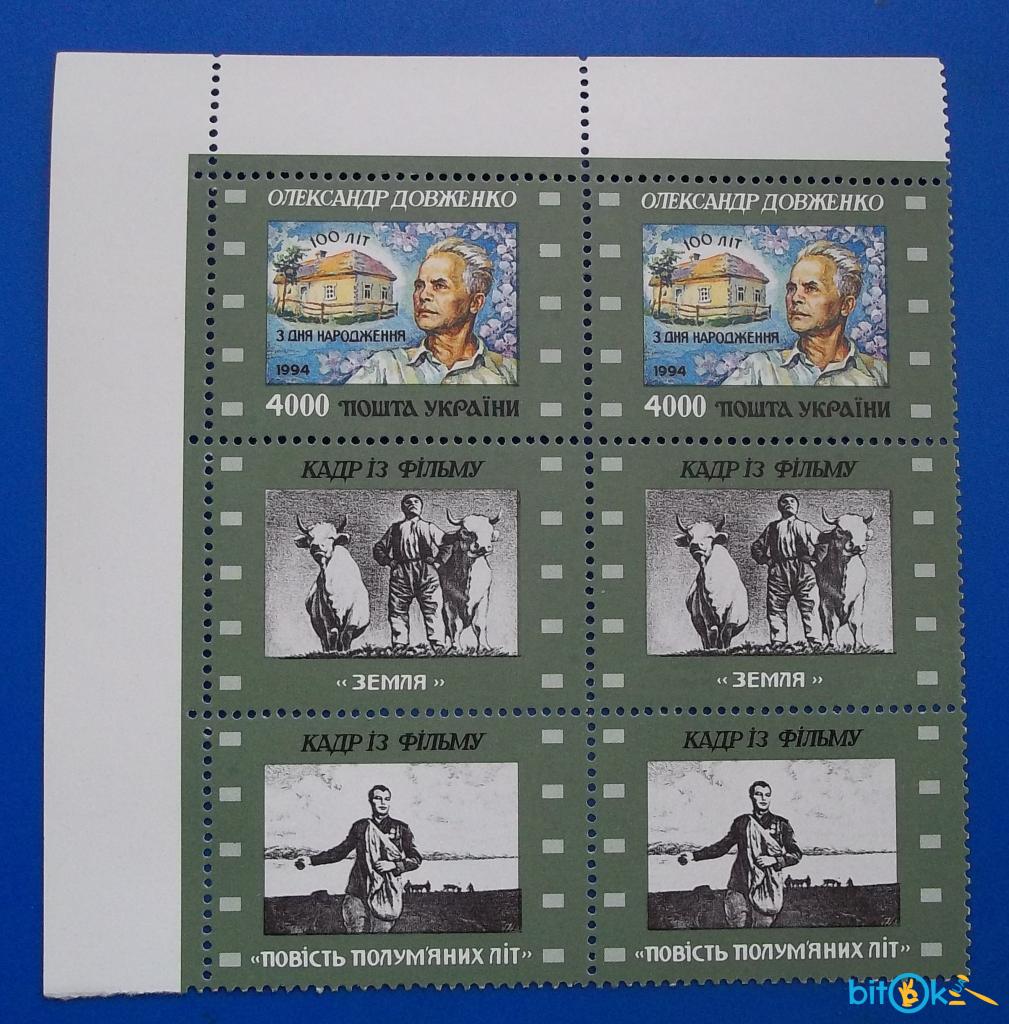 ОЛЕКСАНДР ДОВЖЕНКО
100 ЛІТ
З ДНЯ НАРОДЖЕННЯ
1994
4000 ПОШТА УКРАЇНИ
ОЛЕКСАНДР ДОВЖЕНКО
100 ЛІТ
З ДНЯ НАРОДЖЕННЯ
1994
4000 ПОШТА УКРАЇНИ
КАДР ІЗ ФІЛЬМУ
«ЗЕМЛЯ»
КАДР ІЗ ФІЛЬМУ
«ЗЕМЛЯ»
КАДР ІЗ ФІЛЬМУ
«ПОВІСТЬ ПОЛУМ'ЯНИХ ЛІТ»
КАДР ІЗ ФІЛЬМУ
«ПОВІСТЬ ПОЛУМ'ЯНИХ ЛІТ»
bitOk